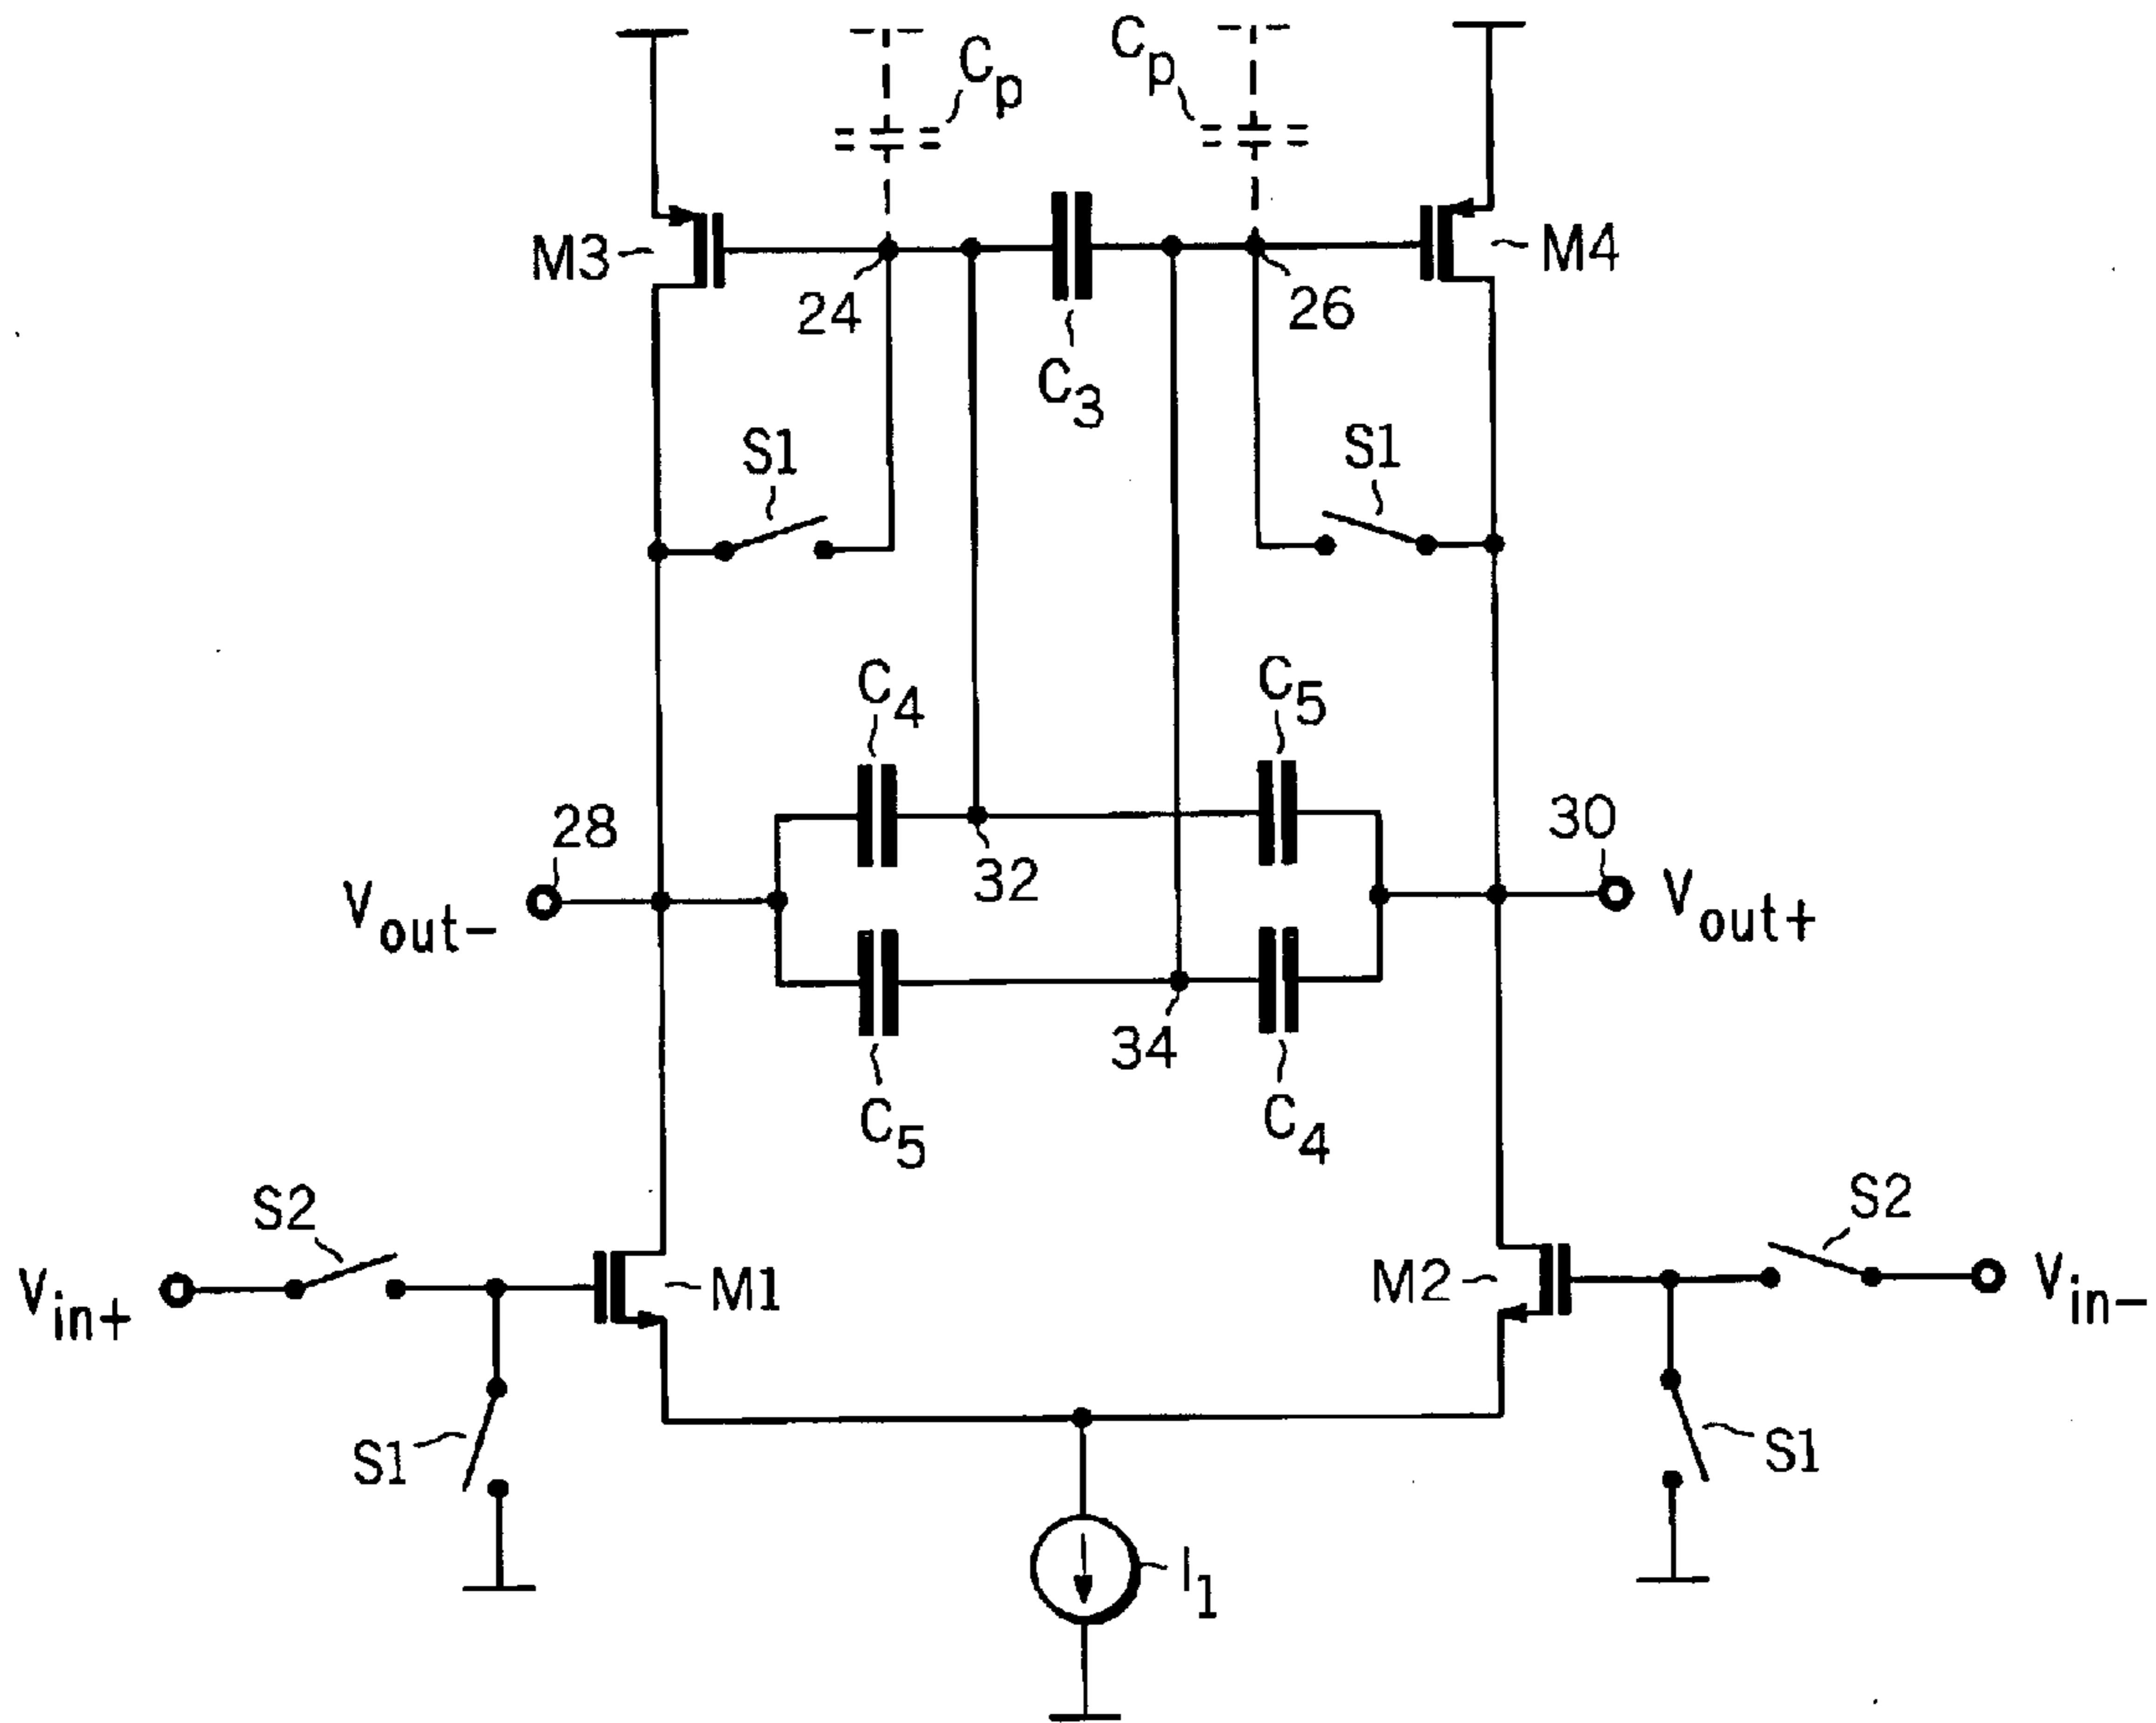 Cp
Cp
M3
M4
24
26
C3
S1
S1
C4
C5
28
30
32
Vout-
Vout+
34
C5
C4
S2
S2
Vin+
M1
M2
Vin-
S1
S1
I1